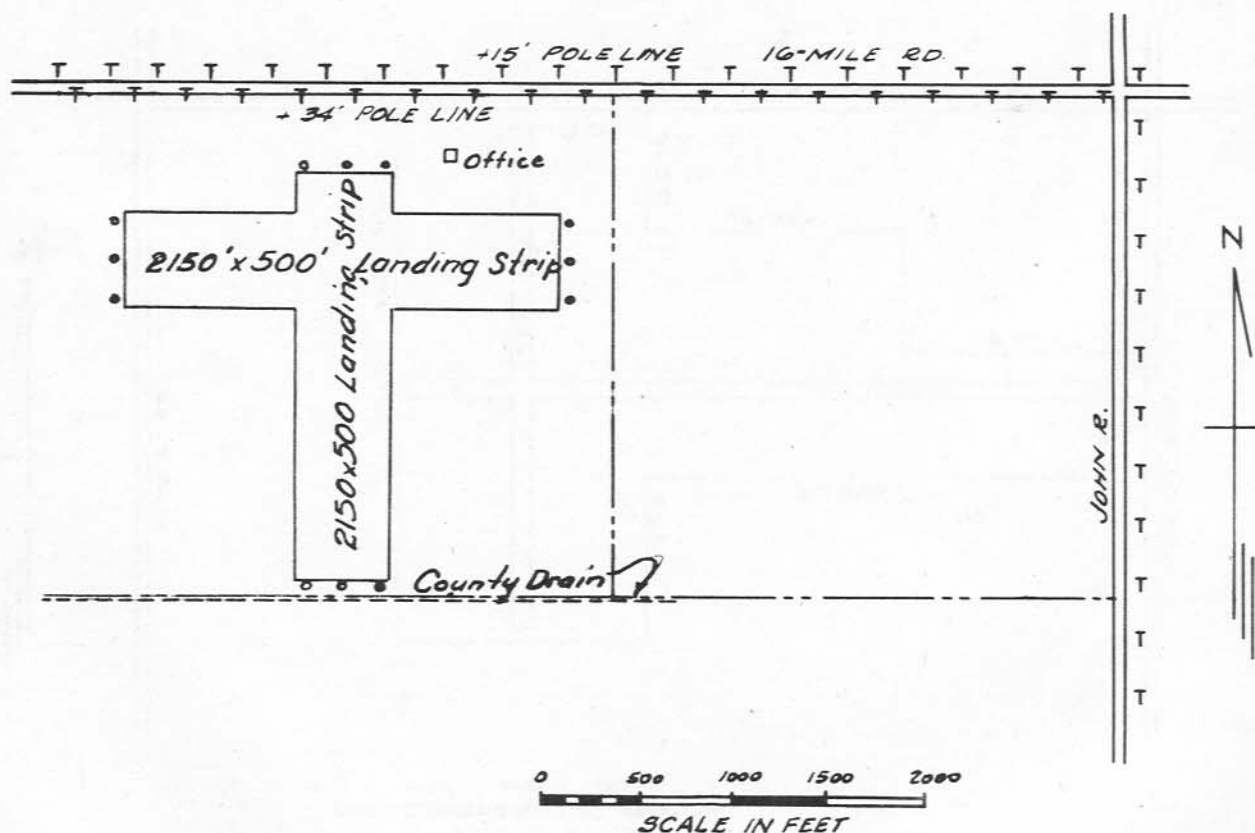 +15' POLE LINE 16-MILE RD.
+34' POLE LINE
Office
2150' x 500' Landing Strip
2150x500 Landing Strip
JOHN R.
N
County Drain
0 500 1000 1500 2000
SCALE IN FEET